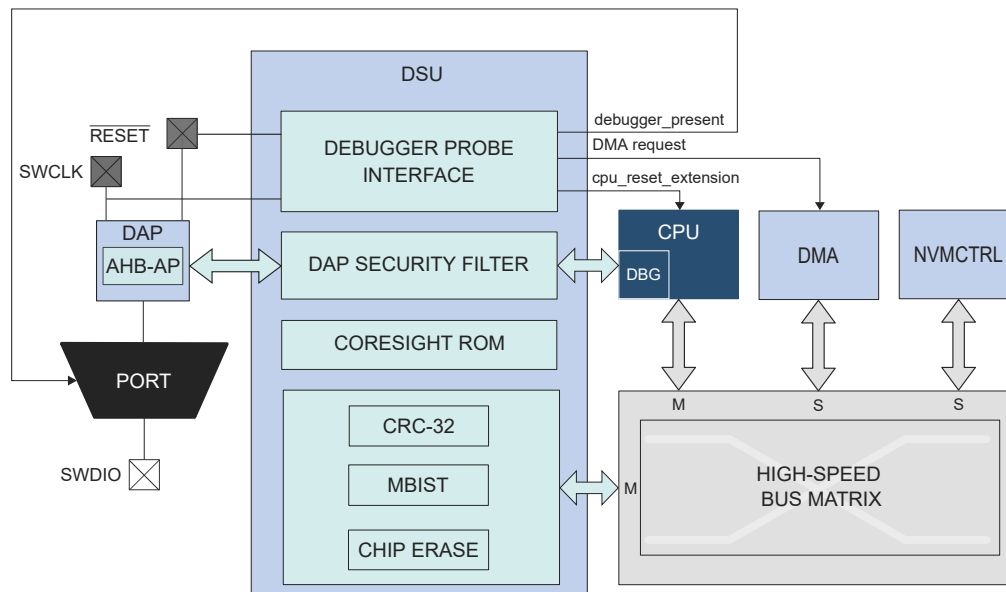 DSU
debugger_present
RESET
DEBUGGER PROBE
INTERFACE
DMA request
SWCLK
cpu_reset_extension
DAP
AHB-AP
DAP SECURITY FILTER
CPU
DBG
DMA
NVMCTRL
CORESIGHT ROM
PORT
M
S
S
CRC-32
SWDIO
MBIST
M
HIGH-SPEED
BUS MATRIX
CHIP ERASE